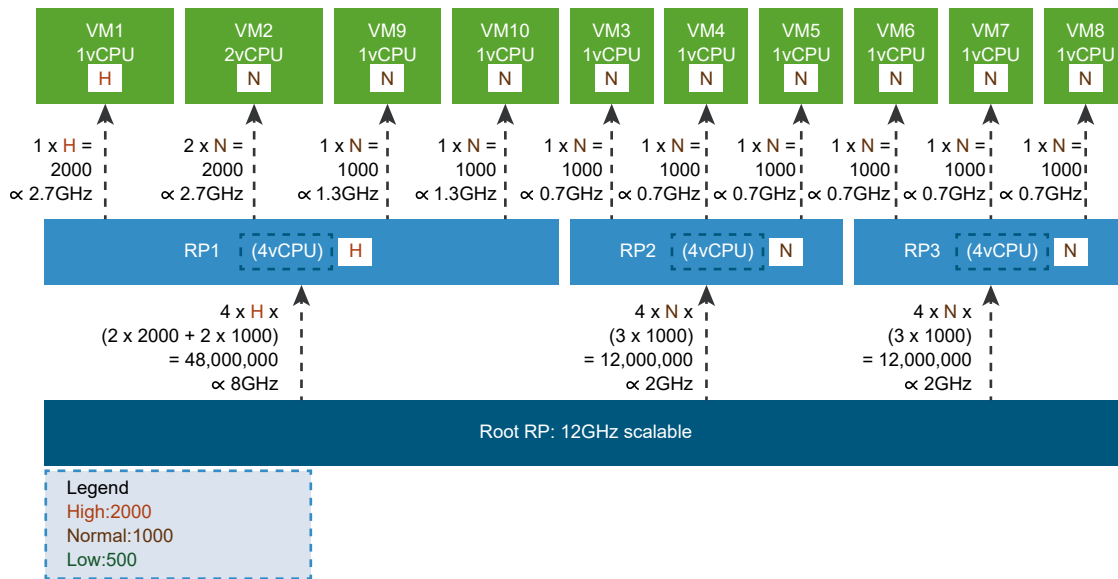 VM1
1vCPU
H
VM2
2vCPU
N
VM9
1vCPU
N
VM10
1vCPU
N
VM3
1vCPU
N
VM4
1vCPU
N
VM5
1vCPU
N
VM6
1vCPU
N
VM7
1vCPU
N
VM8
1vCPU
N
1 x H =
2000
∝ 2.7GHz
2 x N =
2000
∝ 2.7GHz
1 x N =
1000
∝ 1.3GHz
1 x N =
1000
∝ 1.3GHz
1 x N =
1000
∝ 0.7GHz
1 x N =
1000
∝ 0.7GHz
1 x N =
1000
∝ 0.7GHz
1 x N =
1000
∝ 0.7GHz
1 x N =
1000
∝ 0.7GHz
1 x N =
1000
∝ 0.7GHz
RP1 (4vCPU) H
RP2 (4vCPU) N
RP3 (4vCPU) N
4 x H x
(2 x 2000 + 2 x 1000)
= 48,000,000
∝ 8GHz
4 x N x
(3 x 1000)
= 12,000,000
∝ 2GHz
4 x N x
(3 x 1000)
= 12,000,000
∝ 2GHz
Root RP: 12GHz scalable
Legend
High:2000
Normal:1000
Low:500